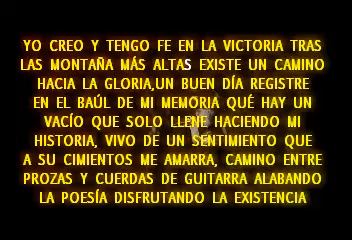 YO CREO Y TENGO FE EN LA VICTORIA TRAS
LAS MONTAÑA MÁS ALTAS EXISTE UN CAMINO
HACIA LA GLORIA,UN BUEN DÍA REGISTRE
EN EL BAÚL DE MI MEMORIA QUÉ HAY UN
VACÍO QUE SOLO LLENE HACIENDO MI
HISTORIA, VIVO DE UN SENTIMIENTO QUE
A SU CIMIENTOS ME AMARRA, CAMINO ENTRE
PROZAS Y CUERDAS DE GUITARRA ALABANDO
LA POESÍA DISFRUTANDO LA EXISTENCIA